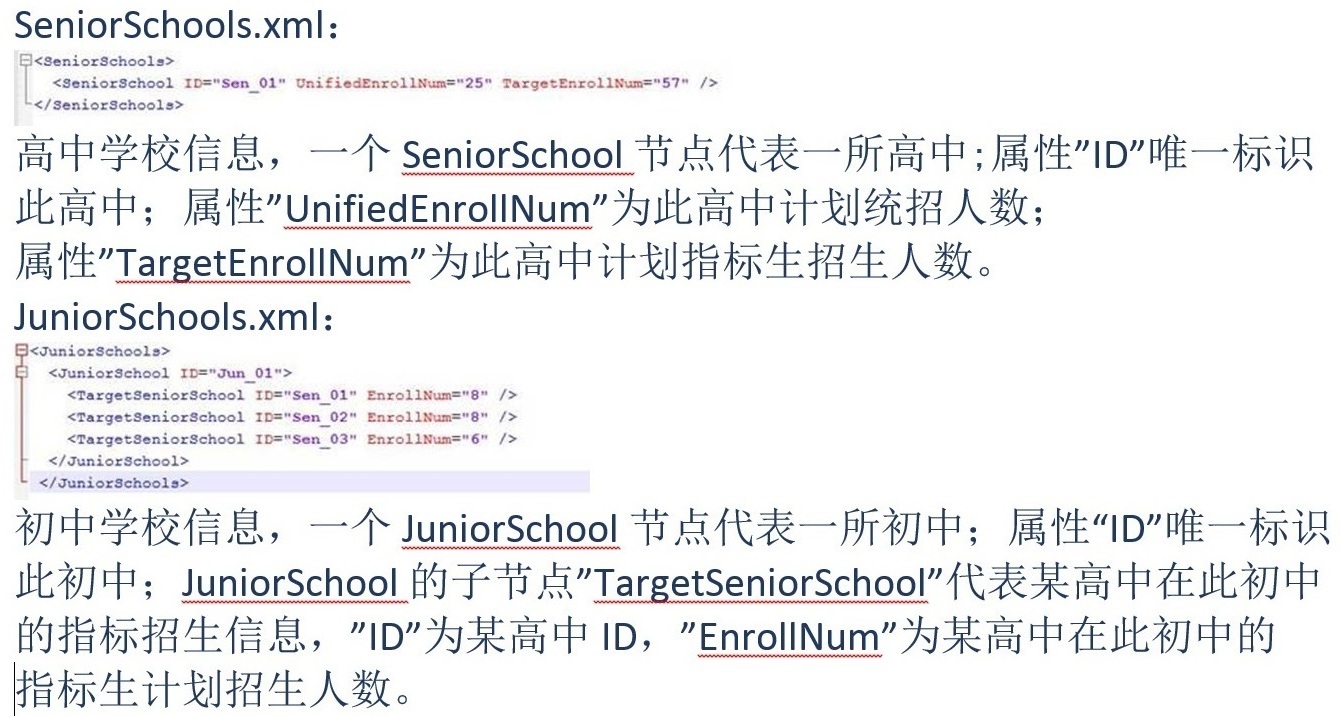 SeniorSchools.xml：
<SeniorSchools>
<SeniorSchool ID="Sen_01" UnifiedEnrollNum="25" TargetEnrollNum="57" />
</SeniorSchools>
高中学校信息，一个 SeniorSchool 节点代表一所高中;属性”ID”唯一标识
此高中；属性”UnifiedEnrollNum”为此高中计划统招人数；
属性”TargetEnrollNum”为此高中计划指标生招生人数。
JuniorSchools.xml：
<JuniorSchools>
<JuniorSchool ID="Jun_01">
<TargetSeniorSchool ID="Sen_01" EnrollNum="8" />
<TargetSeniorSchool ID="Sen_02" EnrollNum="8" />
<TargetSeniorSchool ID="Sen_03" EnrollNum="6" />
</JuniorSchool>
</JuniorSchools>
初中学校信息，一个 JuniorSchool 节点代表一所初中；属性“ID”唯一标识
此初中；JuniorSchool 的子节点”TargetSeniorSchool”代表某高中在此初中
的指标招生信息，”ID”为某高中 ID，”EnrollNum”为某高中在此初中的
指标生计划招生人数。